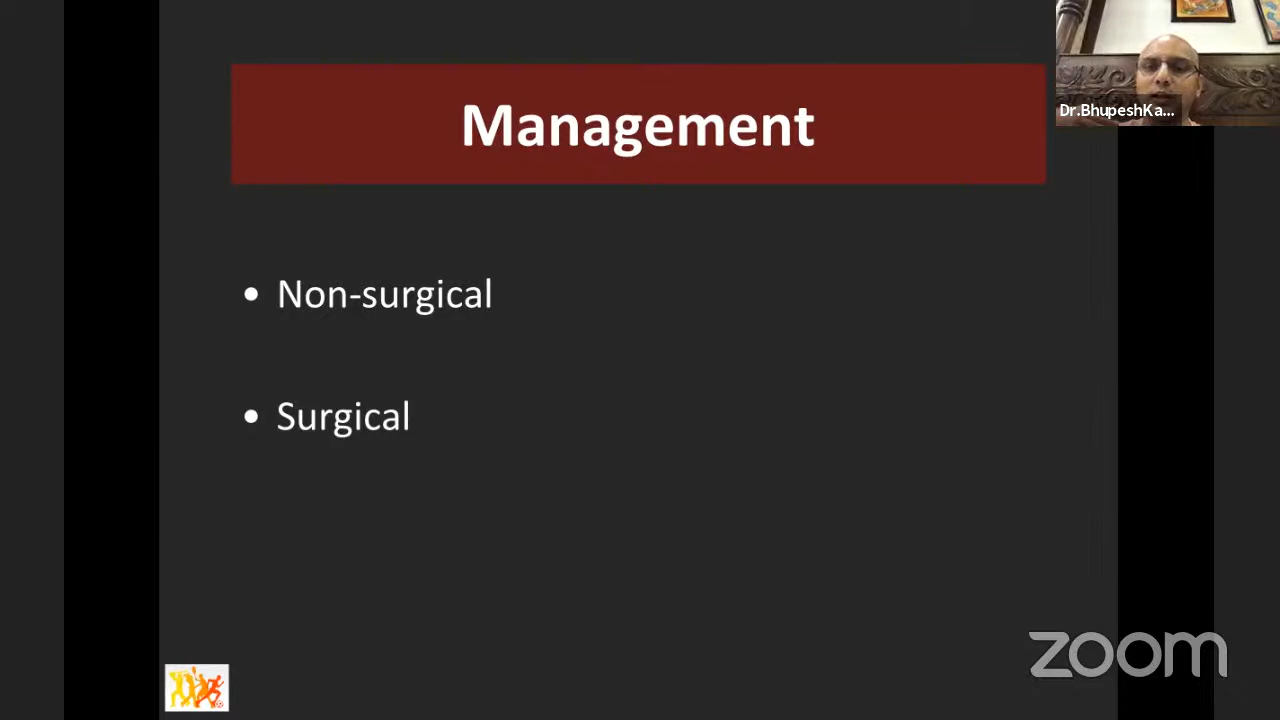 Management
Dr.BhupeshKa...
• Non-surgical
• Surgical
zoom